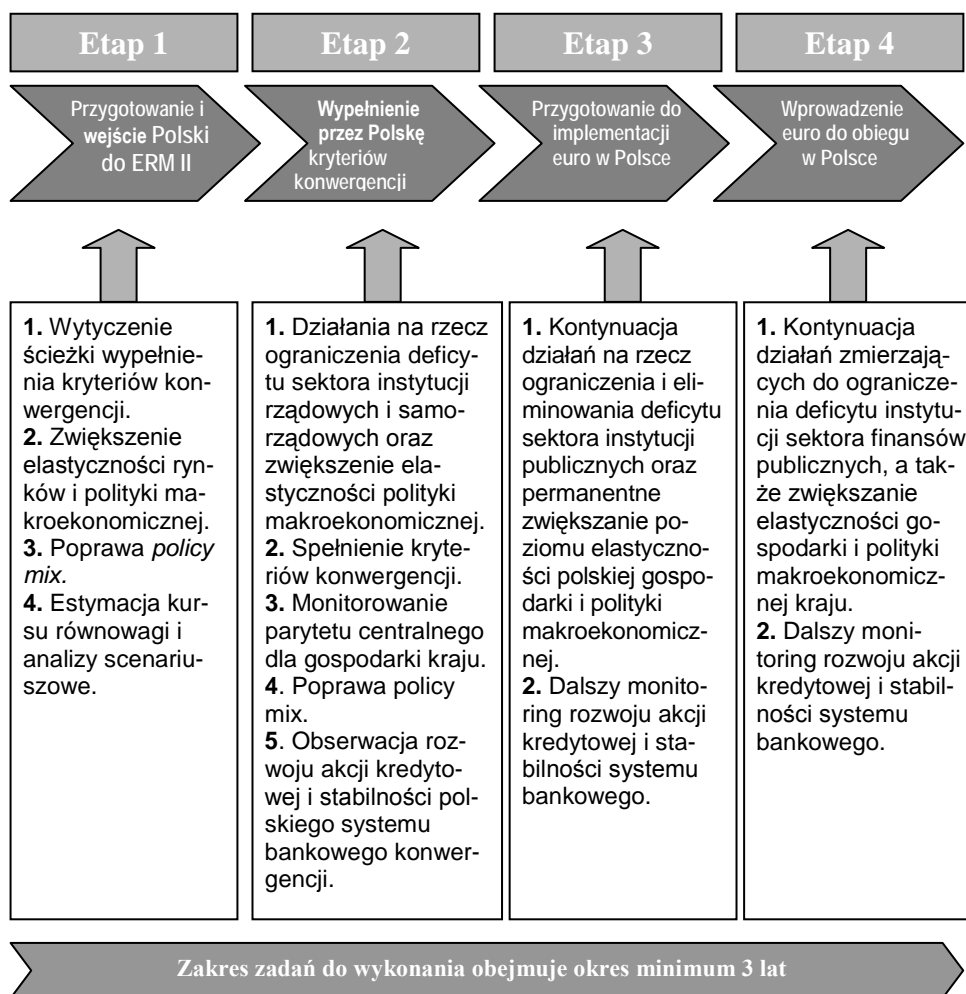 Etap 1
Etap 2
Etap 3
Etap 4
Przygotowanie i
wejście Polski
do ERM II
Wypełnienie
przez Polskę
kryteriów
konwergencji
Przygotowanie do
implementacji
euro w Polsce
Wprowadzenie
euro do obiegu
w Polsce
1. Wytyczenie
ścieżki wypełnie-
nia kryteriów kon-
wergencji.
2. Zwiększenie
elastyczności ryn-
ków i polityki ma-
kroekonomicznej.
3. Poprawa policy
mix.
4. Estymacja kur-
su równowagi i
analizy scenariu-
szowe.
1. Działania na rzecz
ograniczenia deficy-
tu sektora instytucji
rządowych i samo-
rządowych oraz
zwiększenie ela-
styczności polityki
makroekonomicznej.
2. Spełnienie kryte-
riów konwergencji.
3. Monitorowanie
parytetu centralnego
dla gospodarki kraju.
4. Poprawa policy
mix.
5. Obserwacja roz-
woju akcji kredyto-
wej i stabilności pol-
skiego systemu
bankowego konwer-
gencji.
1. Kontynuacja
działań na rzecz
ograniczenia i eli-
minowania deficytu
sektora instytucji
publicznych oraz
permanentne
zwiększanie po-
ziomu elastyczno-
ści polskiej gospo-
darki i polityki
makroekonomicz-
nej.
2. Dalszy monito-
ring rozwoju akcji
kredytowej i sta-
bilności systemu
bankowego.
1. Kontynuacja
działań zmierzają-
cych do ogranicze-
nia deficytu instytu-
cji sektora finansów
publicznych, a tak-
że zwiększanie
elastyczności go-
spodarki i polityki
makroekonomicz-
nej kraju.
2. Dalszy moni-
toring rozwoju akcji
kredytowej i stabil-
ności systemu
bankowego.
Zakres zadań do wykonania obejmuje okres minimum 3 lat